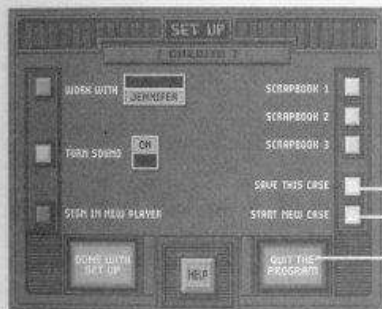 SET UP
CREDITS
WORK WITH
JENNIFER
TURN SOUND
ON
SIGN IN NEW PLAYER
SCRAPBOOK 1
SCRAPBOOK 2
SCRAPBOOK 3
SAVE THIS CASE
START NEW CASE
DONE WITH
SET UP
HELP
QUIT THE
PROGRAM